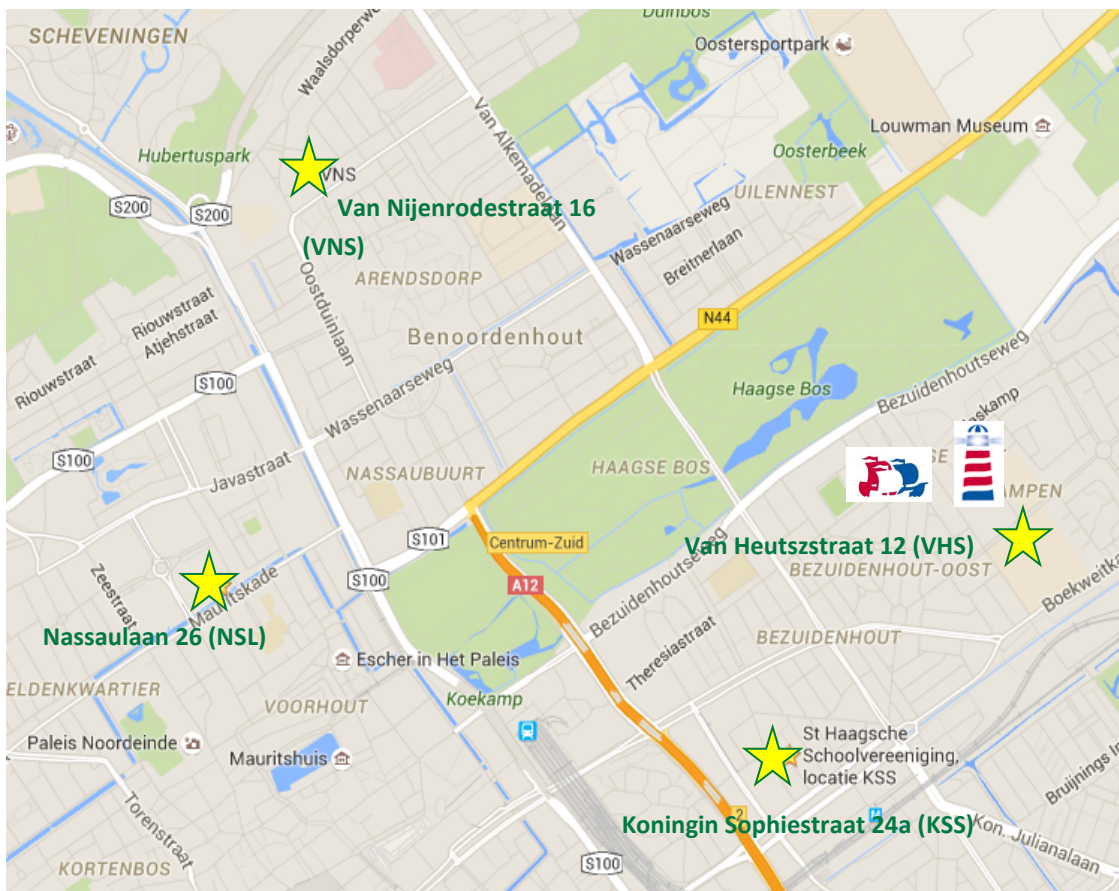 SCHEVENINGEN
Waalsdorperweg
Duinbos
Oostersportpark
Van Alkemadelaan
Louwman Museum
Hubertuspark
Oosterbeek
VNS
S200
S200
UILENNEST
Van Nijenrodestraat 16
(VNS)
Wassenaarseweg
Breitnerlaan
ARENDSDORP
Oostduinlaan
Riouwstraat
Atjehstraat
N44
Benoordenhout
Riouwstraat
S100
Wassenaarseweg
Haagse Bos
Bezuidenhoutseweg
S100
Javastraat
NASSAUBUURT
HAAGSE BOS
AMPEN
S101
Centrum-Zuid
Van Heutszstraat 12 (VHS)
BEZUIDENHOUT-OOST
S100
A12
Zeestraat
Mauritskade
Bezuidenhoutseweg
Boekweitka
Nassaulaan 26 (NSL)
Theresiastraat
BEZUIDENHOUT
Escher in Het Paleis
ELDENKWARTIER
VOORHOUT
Koekamp
Paleis Noordeinde
Mauritshuis
St Haagsche
Schoolvereeniging,
locatie KSS
Bruijnings In
Torenstraat
2
Koningin Sophiestraat 24a (KSS)
Kon. Julianalaan
KORTENBOS
S100